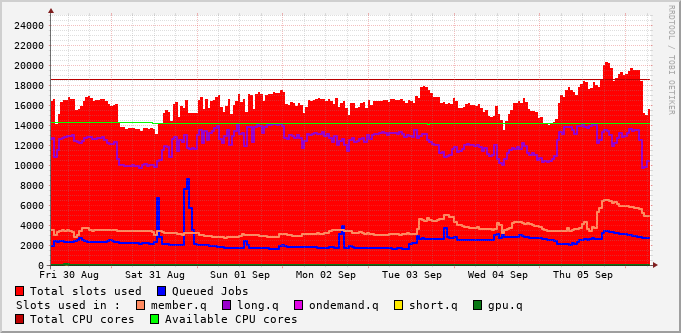 24000
22000
20000
18000
16000
14000
12000
10000
8000
6000
4000
2000
0
Fri 30 Aug Sat 31 Aug Sun 01 Sep Mon 02 Sep Tue 03 Sep Wed 04 Sep Thu 05 Sep
Total slots used Queued Jobs
Slots used in : member.q long.q ondemand.q short.q gpu.q
Total CPU cores Available CPU cores
RRDTOOL / TOBI OETIKER